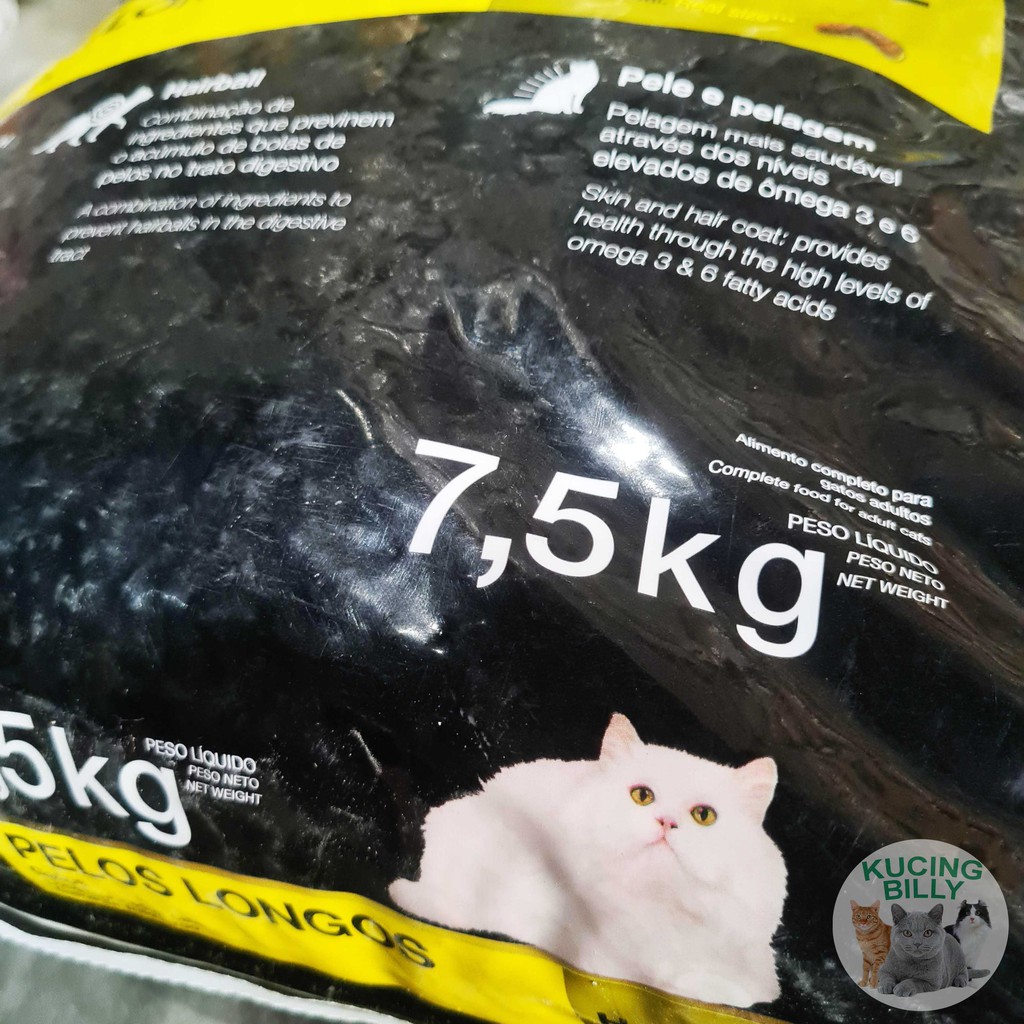 Hairball
Combinação de
ingredientes que previnem
o acúmulo de bolas de
pelos no trato digestivo
A combination of ingredients to
prevent hairballs in the digestive
tract
Pele e pelagem
Pelagem mais saudável
através dos níveis
elevados de ómega 3 e 6
Skin and hair coat: provides
health through the high levels of
omega 3 & 6 fatty acids
7,5kg
Alimento completo para
gatos adultos
Complete food for adult cats
PESO LÍQUIDO
PESO NETO
NET WEIGHT
,5kg
PESO LÍQUIDO
PESO NETO
NET WEIGHT
PELOS LONGOS
KUCING
BILLY